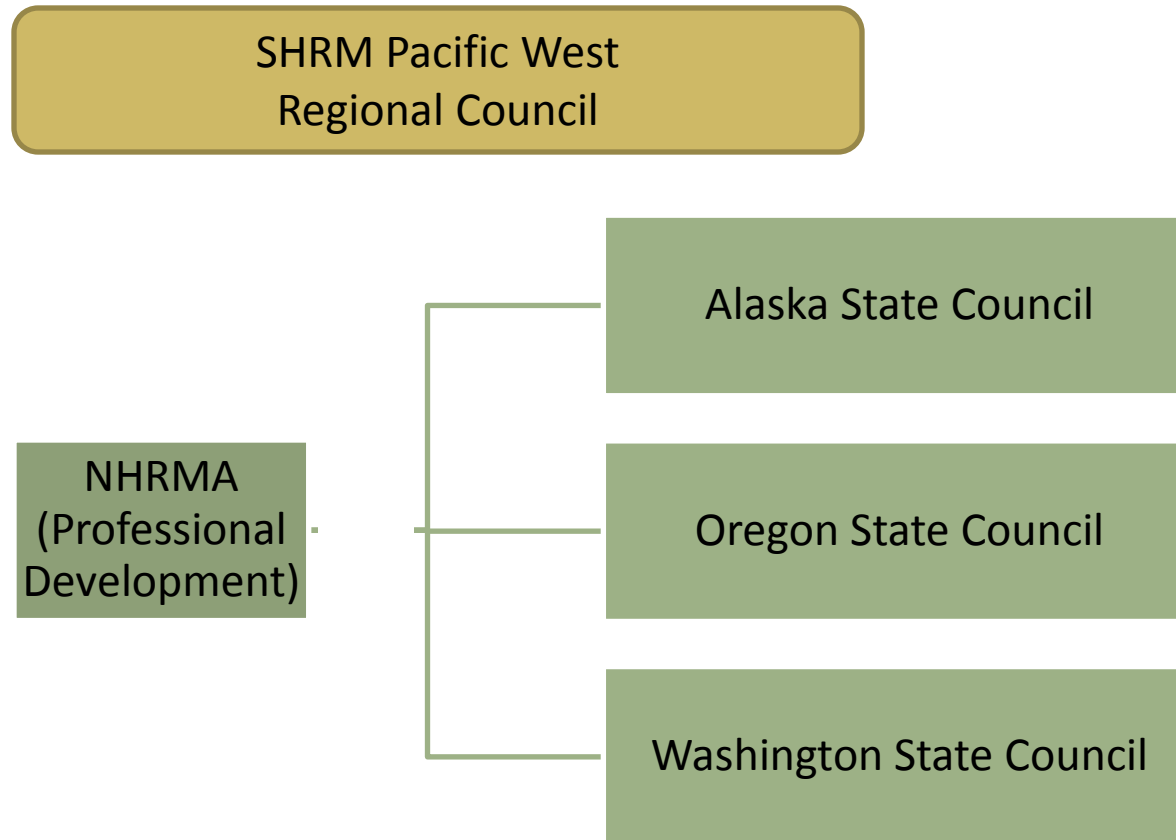 SHRM Pacific West
Regional Council
Alaska State Council
NHRMA
(Professional
Development)
Oregon State Council
Washington State Council